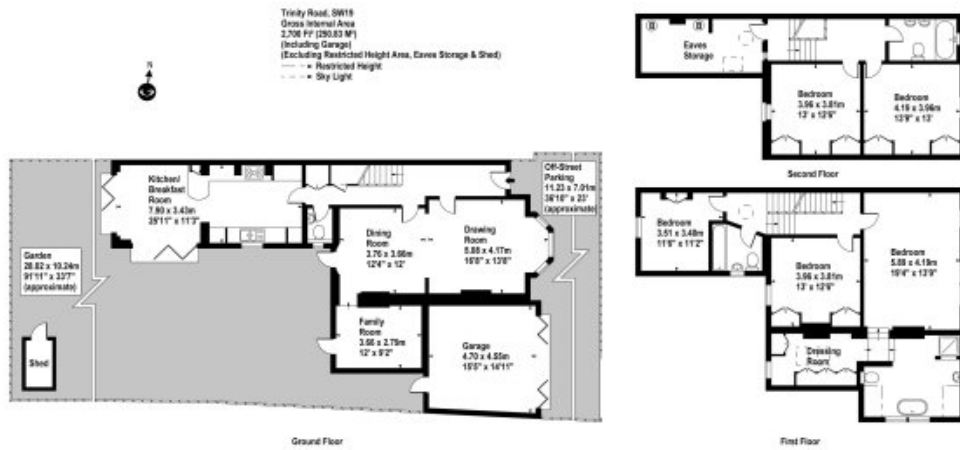 Trinity Road, SW19
Gross Internal Area
2,700 Ft² (250.83 M²)
(Including Garage)
(Excluding Restricted Height Area, Eaves Storage & Shed)
Restricted Height
Sky Light
N
Kitchen/
Breakfast
Room
7.90 x 3.43m
25'11" x 11'3"
Off-Street
Parking
11.23 x 7.01m
36'10" x 23'
(approximate)
Garden
28.02 x 10.24m
91'11" x 33'7"
(approximate)
Dining
Room
3.76 x 3.66m
12'4" x 12'
Drawing
Room
5.08 x 4.17m
16'8" x 13'8"
Family
Room
3.66 x 2.79m
12' x 9'2"
Garage
4.70 x 4.55m
15'5" x 14'11"
Shed
Ground Floor
Eaves
Storage
Bedroom
3.96 x 3.81m
13' x 12'6"
Bedroom
4.19 x 3.96m
13'9" x 13'
Second Floor
Bedroom
3.51 x 3.40m
11'6" x 11'2"
Bedroom
3.96 x 3.81m
13' x 12'6"
Bedroom
5.89 x 4.19m
19'4" x 13'9"
Dressing
Room
First Floor